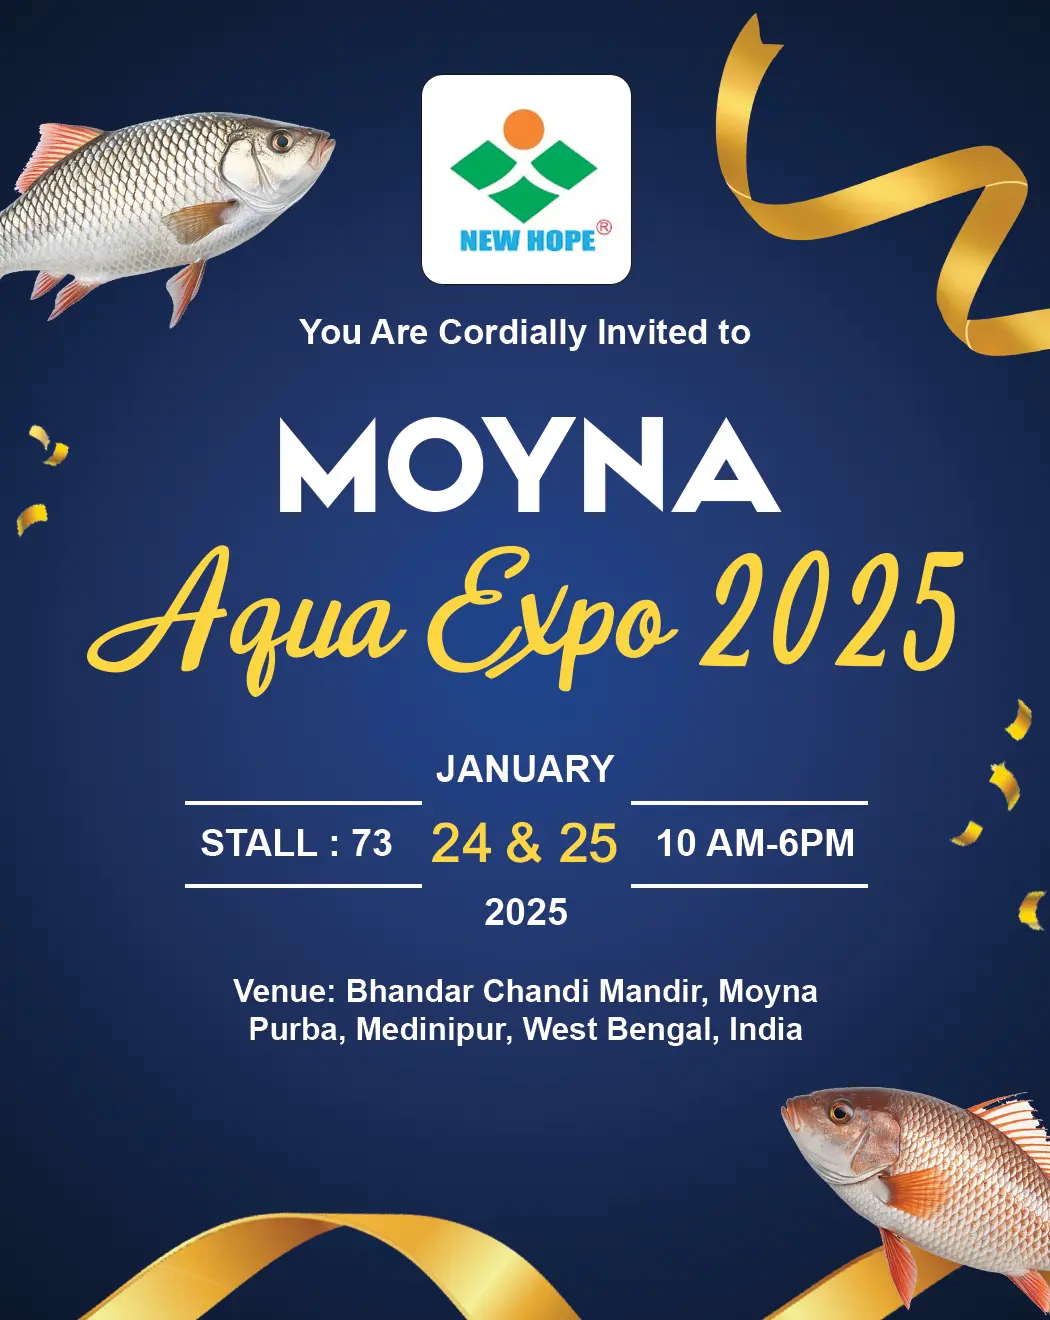 NEW HOPE®
You Are Cordially Invited to
MOYNA
Aqua Expo 2025
JANUARY
STALL : 73 24 & 25 10 AM-6PM
2025
Venue: Bhandar Chandi Mandir, Moyna
Purba, Medinipur, West Bengal, India